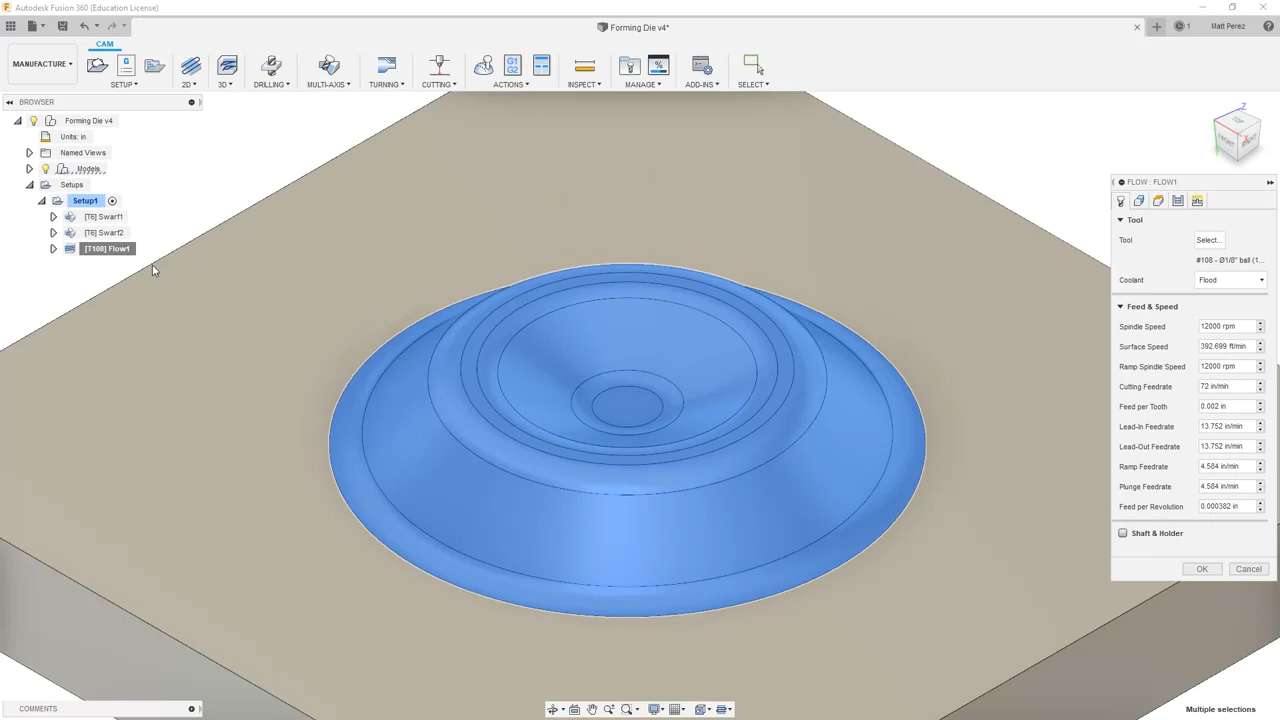 Autodesk Fusion 360 (Education License)
Forming Die v4*
1
Matt Perez
CAM
MANUFACTURE
SETUP
2D
3D
DRILLING
MULTI-AXIS
TURNING
CUTTING
G1
G2
ACTIONS
INSPECT
MANAGE
ADD-INS
SELECT
BROWSER
Forming Die v4
Units: in
Named Views
Models
Setups
Setup1
[T6] Swarf1
[T6] Swarf2
[T108] Flow1
Z
TOP
FRONT
RIGHT
FLOW : FLOW1
Tool
Tool Select...
#108 - Ø1/8" ball (1...
Coolant Flood
Feed & Speed
Spindle Speed 12000 rpm
Surface Speed 392.699 ft/min
Ramp Spindle Speed 12000 rpm
Cutting Feedrate 72 in/min
Feed per Tooth 0.002 in
Lead-In Feedrate 13.752 in/min
Lead-Out Feedrate 13.752 in/min
Ramp Feedrate 4.584 in/min
Plunge Feedrate 4.584 in/min
Feed per Revolution 0.000382 in
Shaft & Holder
OK Cancel
COMMENTS
Multiple selections